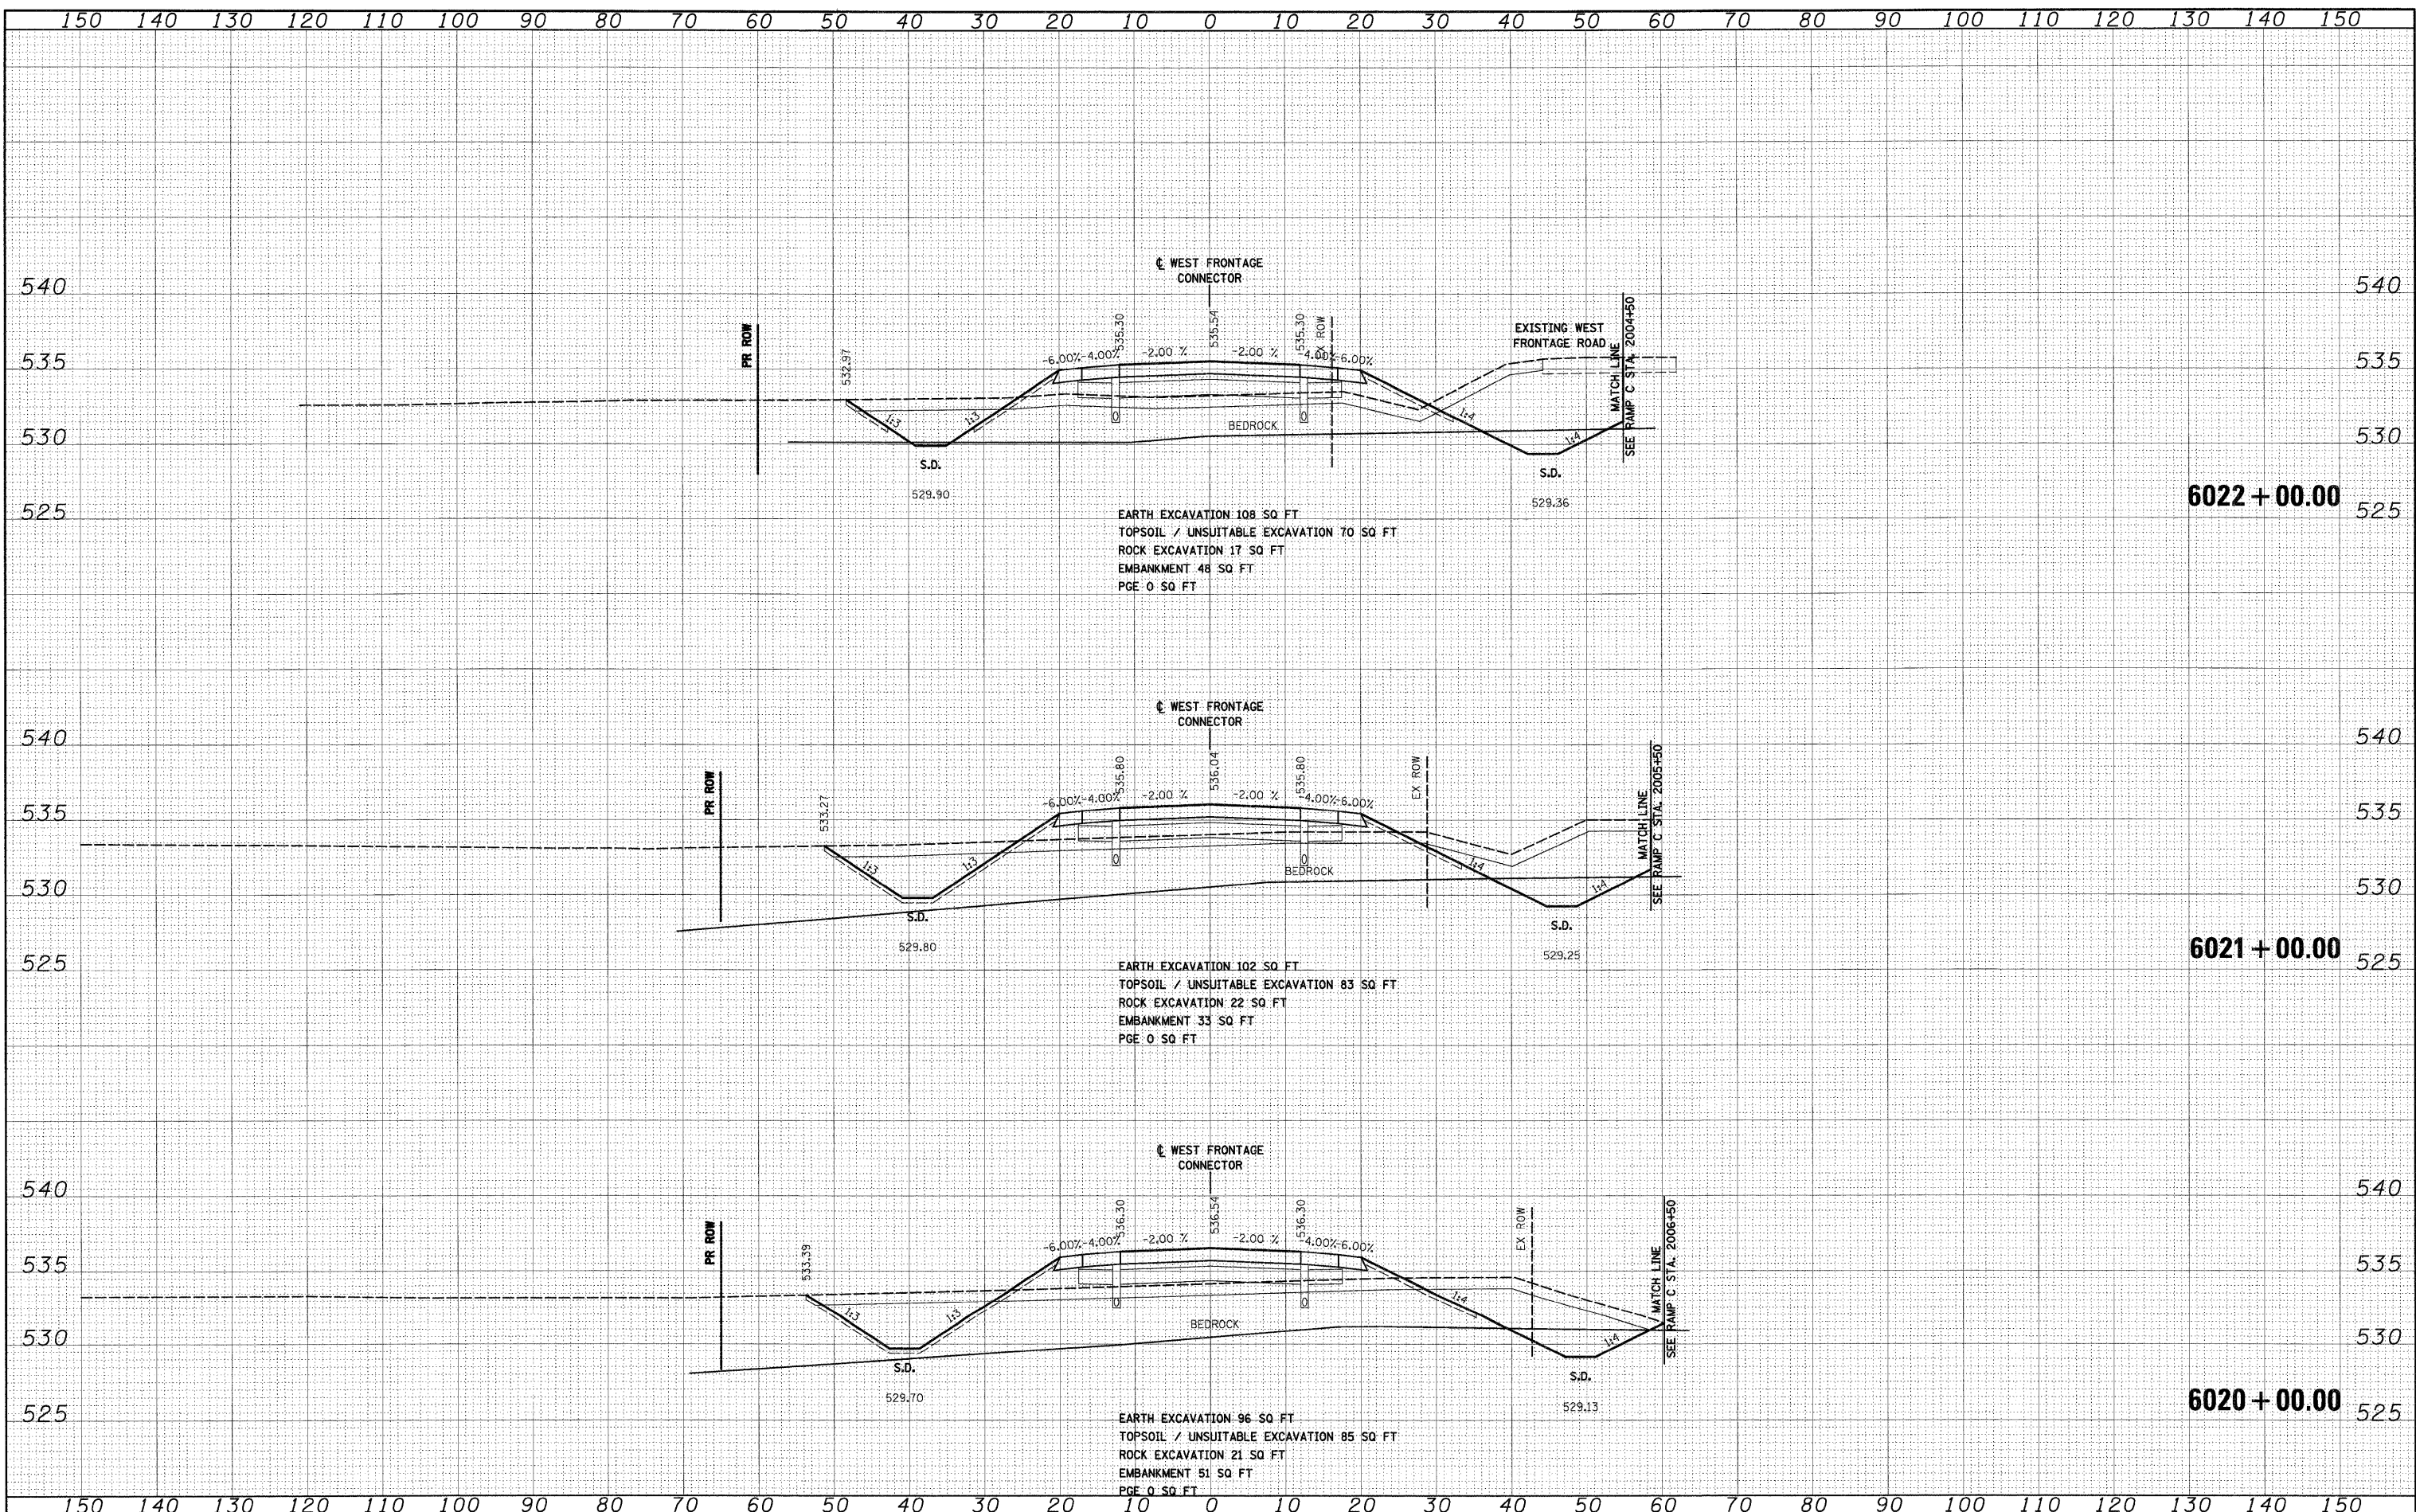 150 140 130 120 110 100 90 80 70 60 50 40 30 20 10 0 10 20 30 40 50 60 70 80 90 100 110 120 130 140 150
℄ WEST FRONTAGE
CONNECTOR
540
540
PR ROW
532.97
535.30
535.54
535.30
EX ROW
EXISTING WEST
FRONTAGE ROAD
MATCH LINE
SEE RAMP C STA. 2004+50
-6.00% -4.00% -2.00 % -2.00 % -4.00% -6.00%
535
535
1:3
1:3
1:4
1:4
BEDROCK
530
530
S.D.
529.90
S.D.
529.36
6022+00.00
525
525
EARTH EXCAVATION 108 SQ FT
TOPSOIL / UNSUITABLE EXCAVATION 70 SQ FT
ROCK EXCAVATION 17 SQ FT
EMBANKMENT 48 SQ FT
PGE 0 SQ FT
℄ WEST FRONTAGE
CONNECTOR
540
540
PR ROW
533.27
535.80
536.04
535.80
EX ROW
MATCH LINE
SEE RAMP C STA. 2005+50
-6.00% -4.00% -2.00 % -2.00 % -4.00% -6.00%
535
535
1:3
1:3
1:4
1:4
BEDROCK
530
530
S.D.
529.80
S.D.
529.25
6021+00.00
525
525
EARTH EXCAVATION 102 SQ FT
TOPSOIL / UNSUITABLE EXCAVATION 83 SQ FT
ROCK EXCAVATION 22 SQ FT
EMBANKMENT 33 SQ FT
PGE 0 SQ FT
℄ WEST FRONTAGE
CONNECTOR
540
540
PR ROW
533.39
536.30
536.54
536.30
EX ROW
MATCH LINE
SEE RAMP C STA. 2006+50
-6.00% -4.00% -2.00 % -2.00 % -4.00% -6.00%
535
535
1:3
1:3
1:4
1:4
BEDROCK
530
530
S.D.
529.70
S.D.
529.13
6020+00.00
525
525
EARTH EXCAVATION 96 SQ FT
TOPSOIL / UNSUITABLE EXCAVATION 85 SQ FT
ROCK EXCAVATION 21 SQ FT
EMBANKMENT 51 SQ FT
PGE 0 SQ FT
150 140 130 120 110 100 90 80 70 60 50 40 30 20 10 0 10 20 30 40 50 60 70 80 90 100 110 120 130 140 150